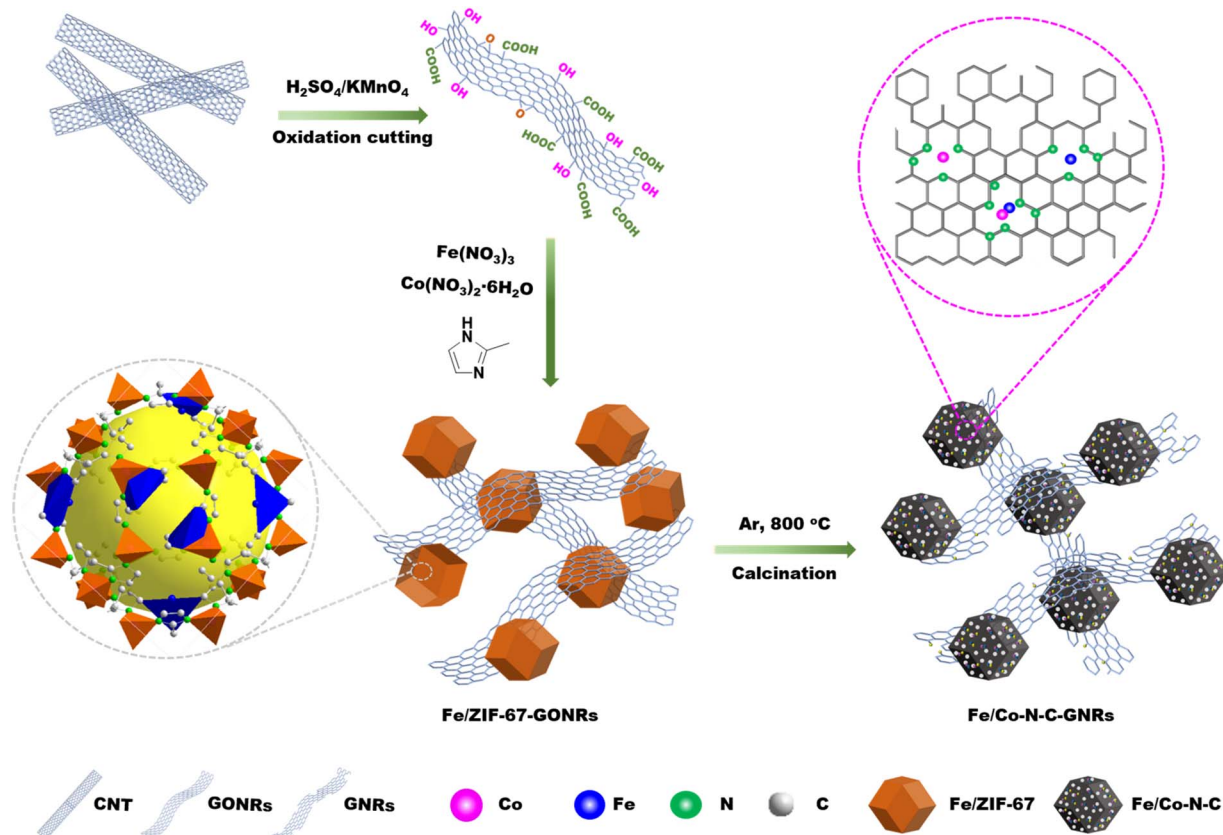 H₂SO₄/KMnO₄
Oxidation cutting
OH
HO
O
COOH
COOH
OH
O
HOOC
OH
COOH
OH
HO
COOH
COOH
OH
COOH
Fe(NO₃)₃
Co(NO₃)₂·6H₂O
H
N
N
Ar, 800 °C
Calcination
Fe/ZIF-67-GONRs
Fe/Co-N-C-GNRs
CNT
GONRs
GNRs
Co
Fe
N
C
Fe/ZIF-67
Fe/Co-N-C